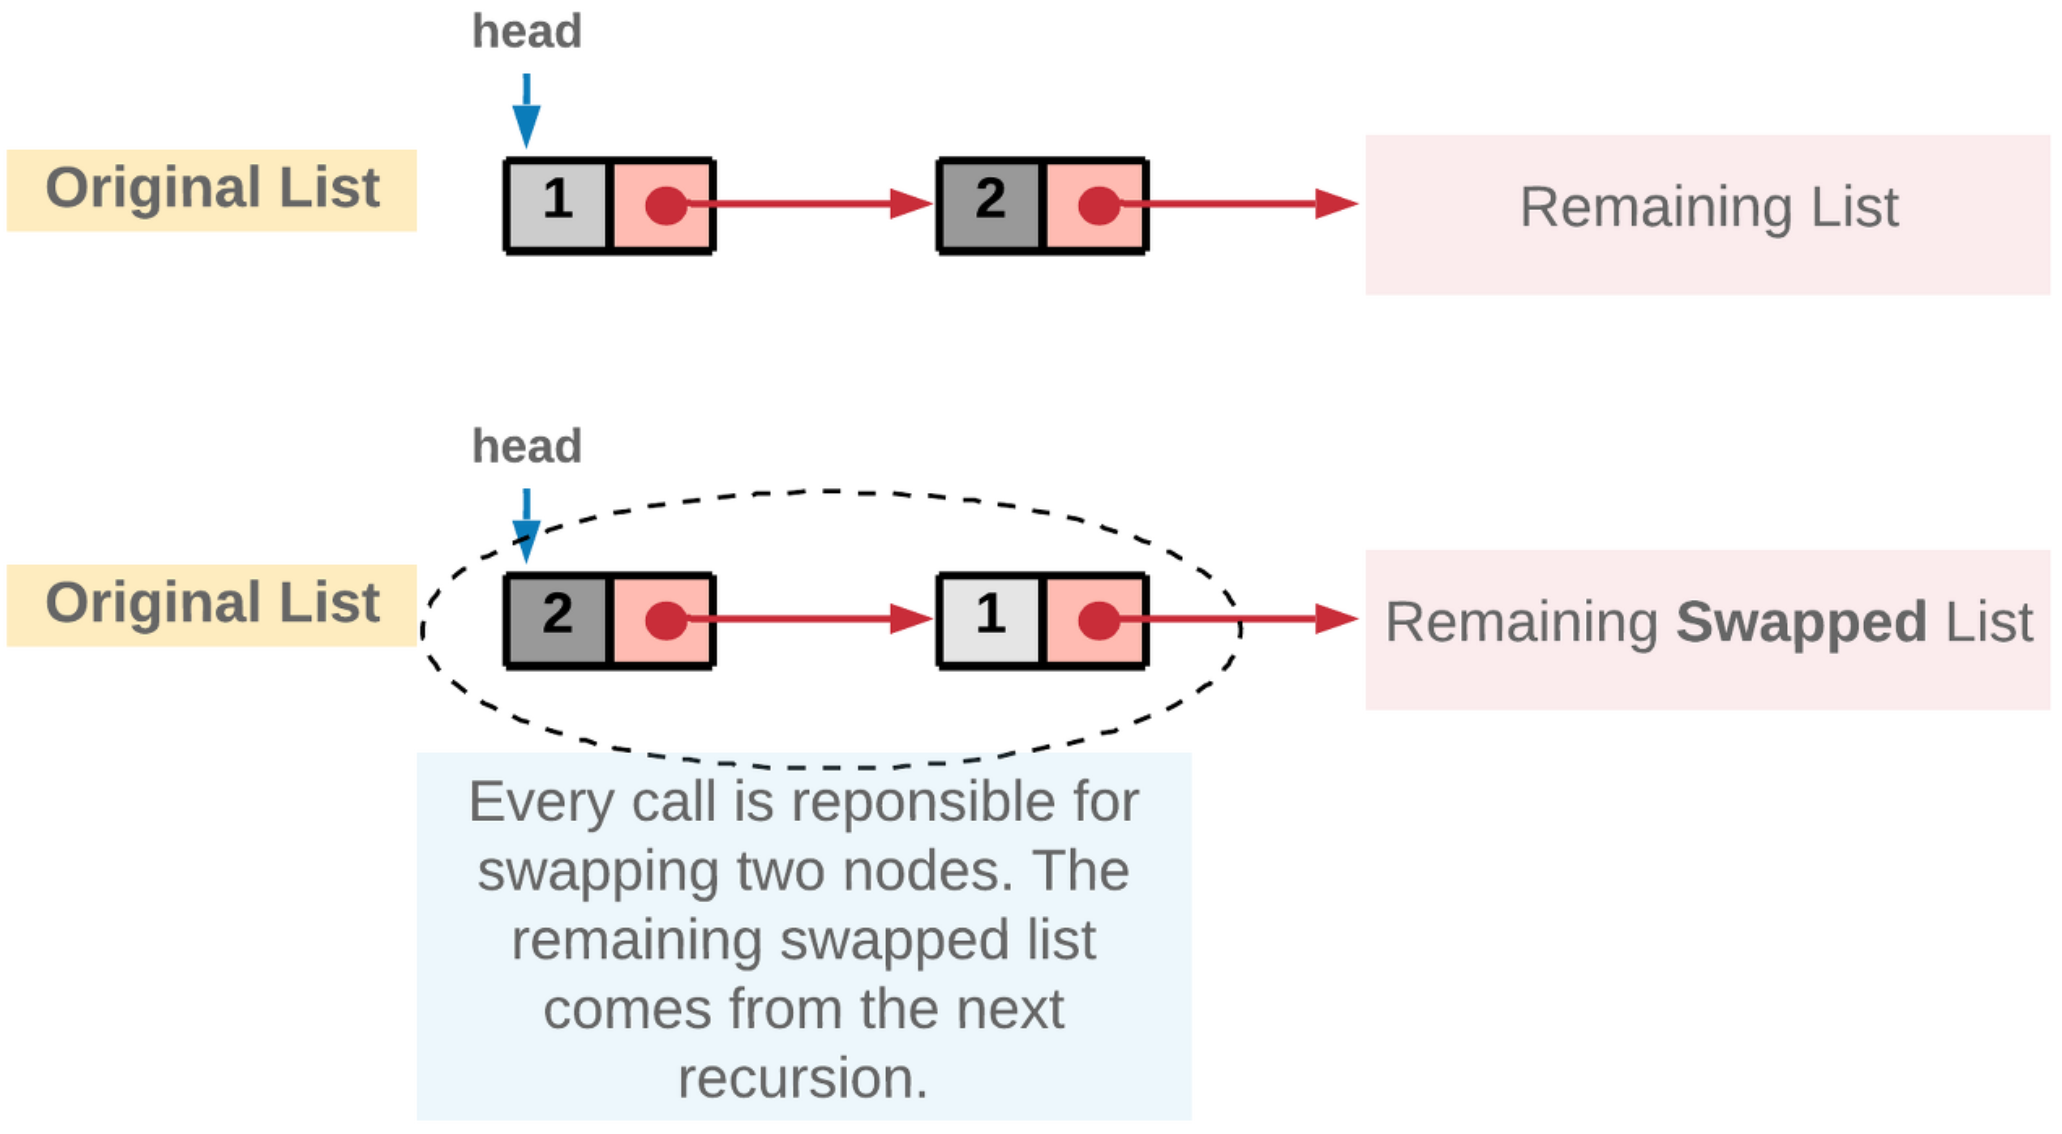 head
Original List
1
2
Remaining List
head
Original List
2
1
Remaining Swapped List
Every call is reponsible for
swapping two nodes. The
remaining swapped list
comes from the next
recursion.